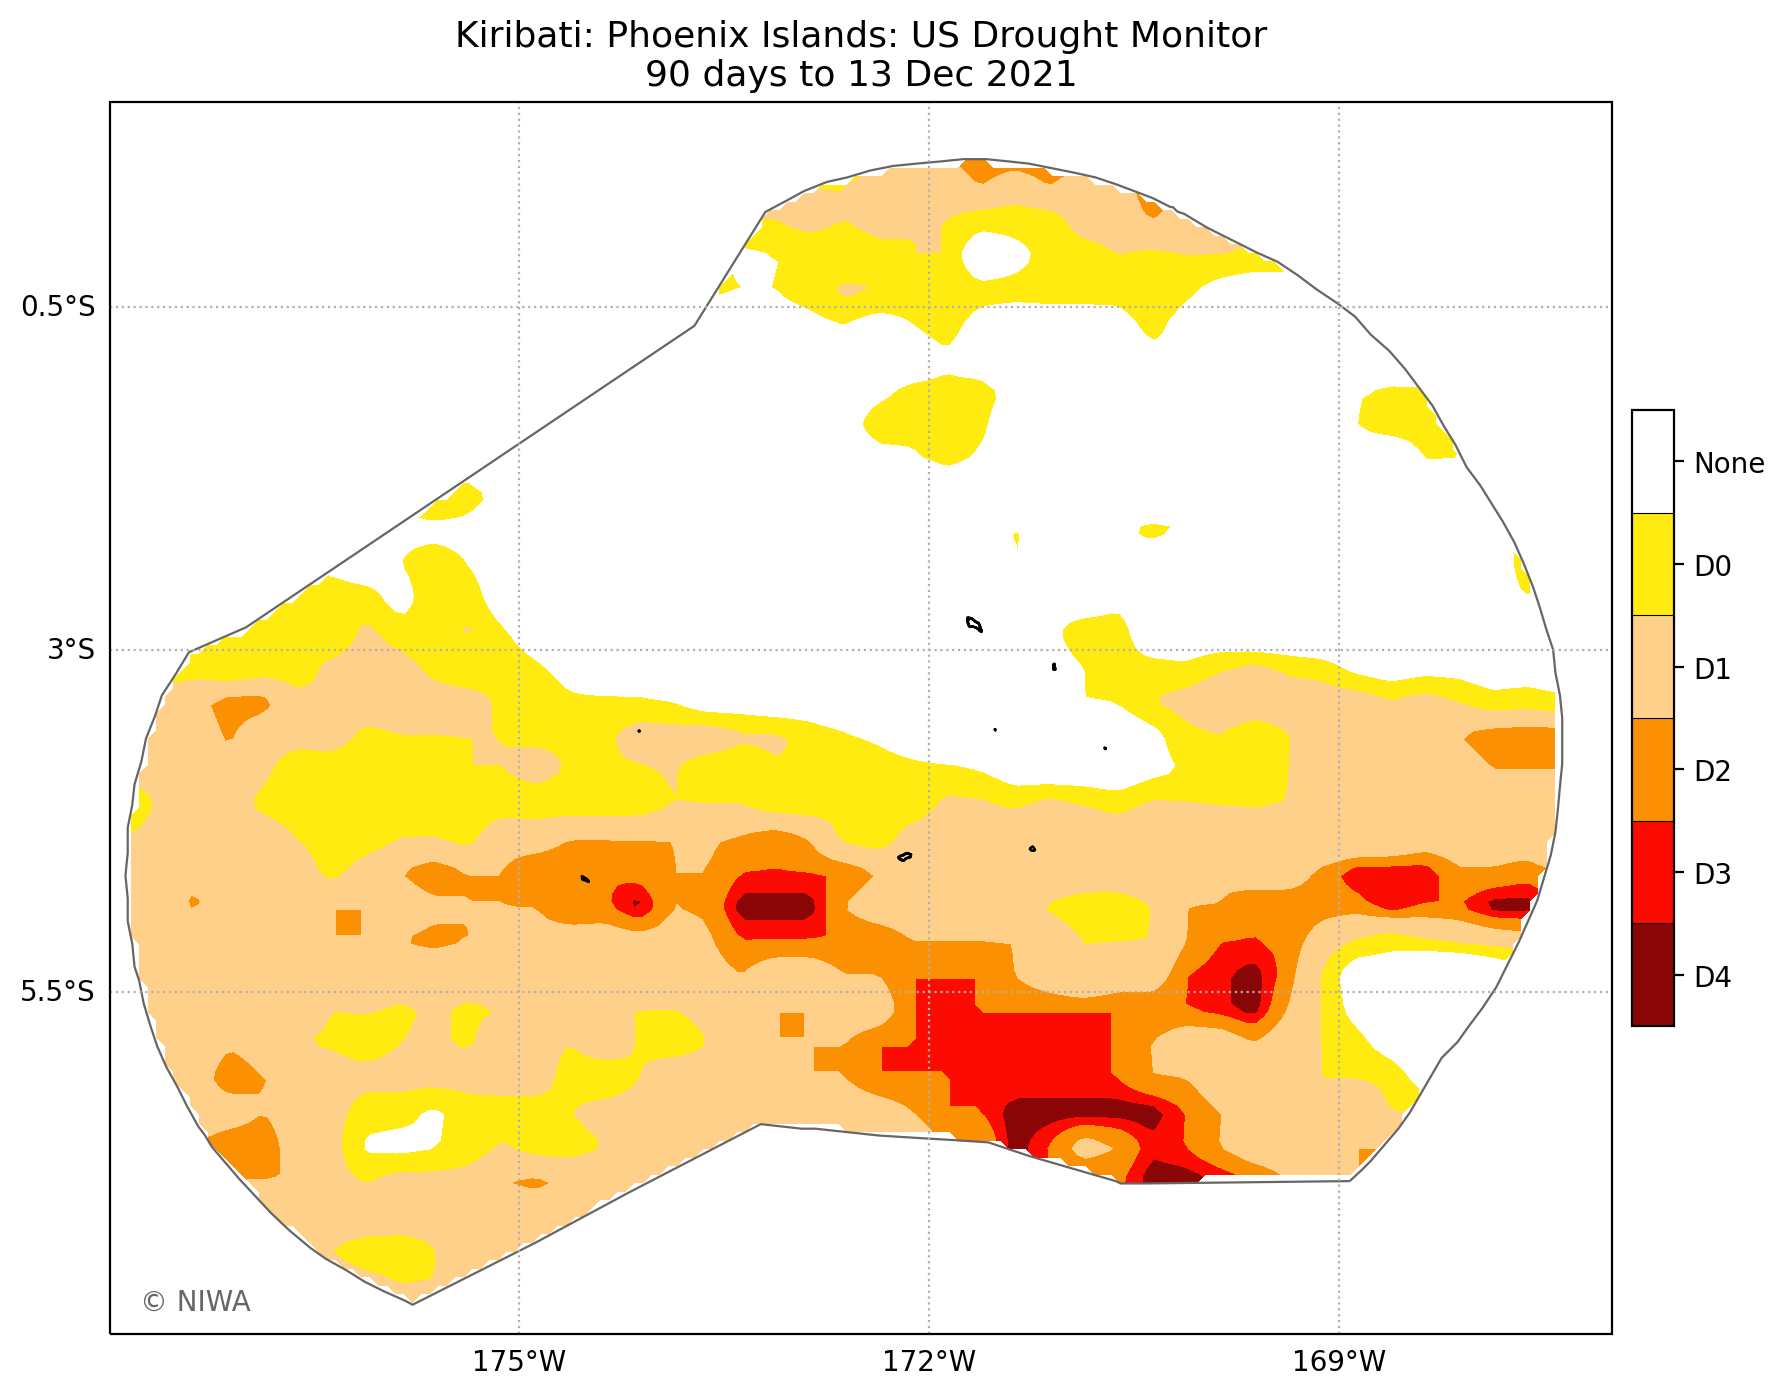 Kiribati: Phoenix Islands: US Drought Monitor
90 days to 13 Dec 2021
0.5°S
3°S
5.5°S
175°W
172°W
169°W
None
D0
D1
D2
D3
D4
© NIWA